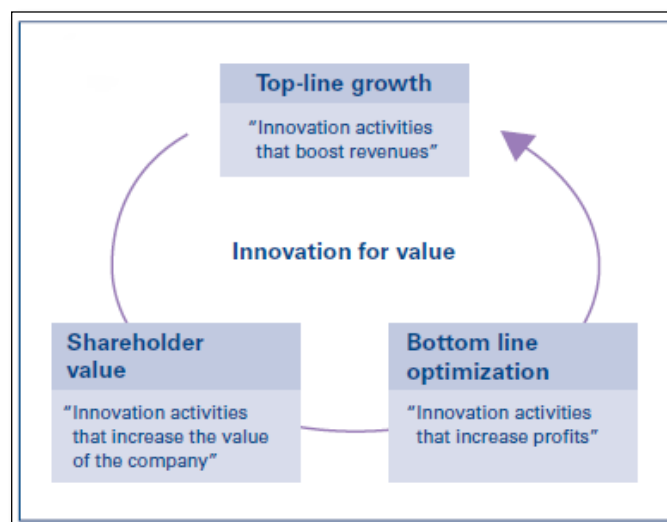 Top-line growth
“Innovation activities
that boost revenues”
Innovation for value
Shareholder
value
“Innovation activities
that increase the value
of the company”
Bottom line
optimization
“Innovation activities
that increase profits”